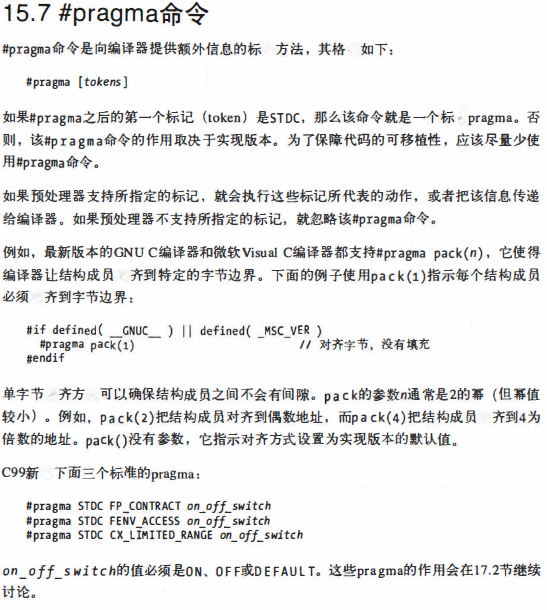 15.7 #pragma命令
#pragma命令是向编译器提供额外信息的标 方法，其格 如下：
#pragma [tokens]
如果#pragma之后的第一个标记（token）是STDC，那么该命令就是一个标 pragma。否
则，该#pragma命令的作用取决于实现版本。为了保障代码的可移植性，应该尽量少使
用#pragma命令。
如果预处理器支持所指定的标记，就会执行这些标记所代表的动作，或者把该信息传递
给编译器。如果预处理器不支持所指定的标记，就忽略该#pragma命令。
例如，最新版本的GNU C编译器和微软Visual C编译器都支持#pragma pack(n)，它使得
编译器让结构成员 齐到特定的字节边界。下面的例子使用pack(1)指示每个结构成员
必须 齐到字节边界：
#if defined( __GNUC__ ) || defined( _MSC_VER )
#pragma pack(1) // 对齐字节，没有填充
#endif
单字节 齐方 可以确保结构成员之间不会有间隙。pack的参数n通常是2的幂（但幂值
较小）。例如，pack(2)把结构成员对齐到偶数地址，而pack(4)把结构成员 齐到4为
倍数的地址。pack()没有参数，它指示对齐方式设置为实现版本的默认值。
C99新 下面三个标准的pragma：
#pragma STDC FP_CONTRACT on_off_switch
#pragma STDC FENV_ACCESS on_off_switch
#pragma STDC CX_LIMITED_RANGE on_off_switch
on_off_switch的值必须是ON、OFF或DEFAULT。这些pragma的作用会在17.2节继续
讨论。